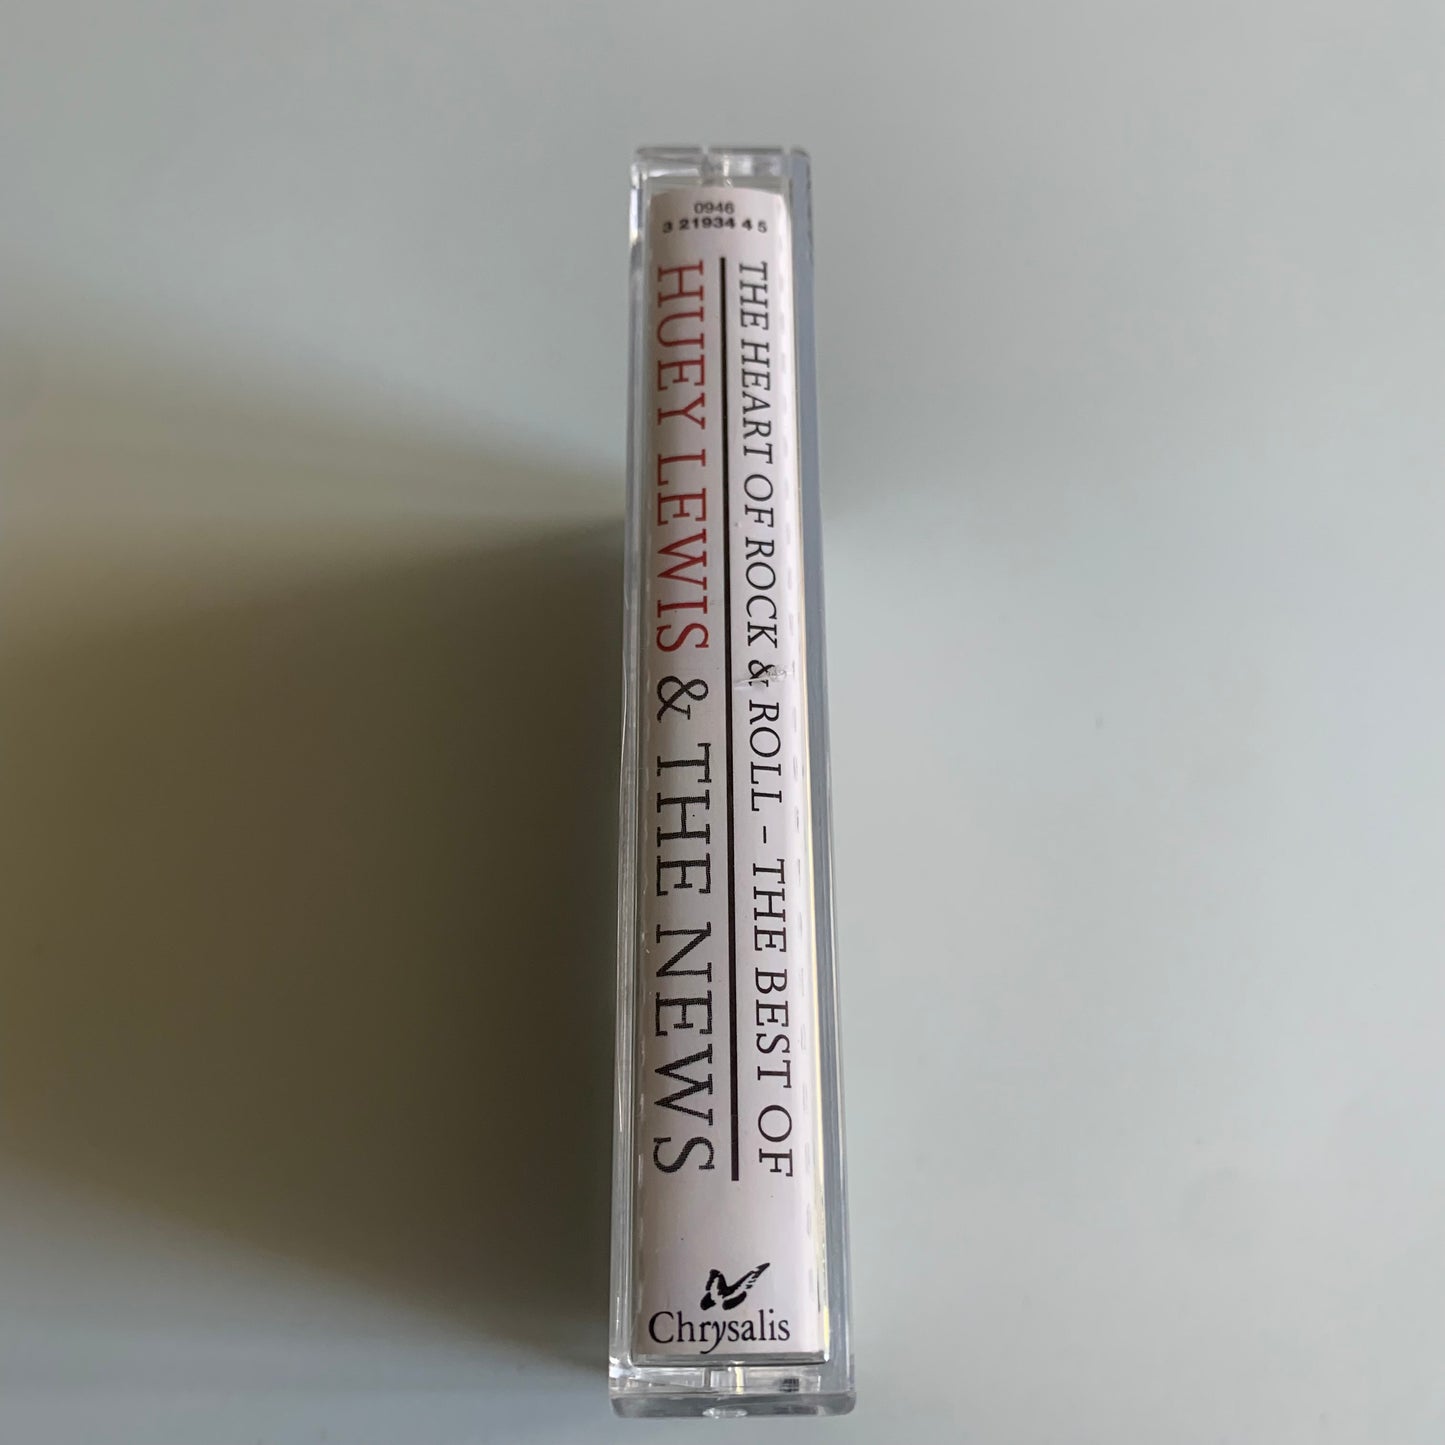 0946
3 21934 4 5
THE HEART OF ROCK & ROLL - THE BEST OF
HUEY LEWIS & THE NEWS
Chrysalis